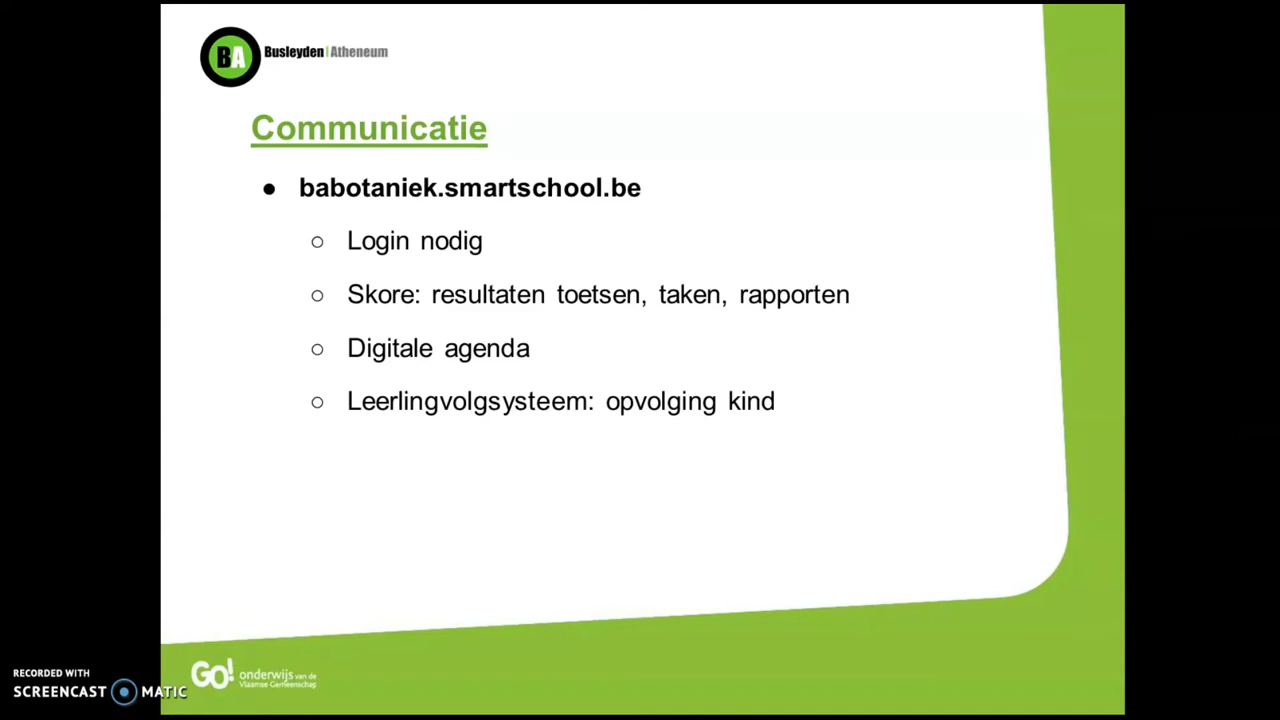 BA Busleyden|Atheneum
Communicatie
● babotaniek.smartschool.be
○ Login nodig
○ Skore: resultaten toetsen, taken, rapporten
○ Digitale agenda
○ Leerlingvolgsysteem: opvolging kind
GO! onderwijs van de
Vlaamse Gemeenschap
RECORDED WITH
SCREENCAST MATIC